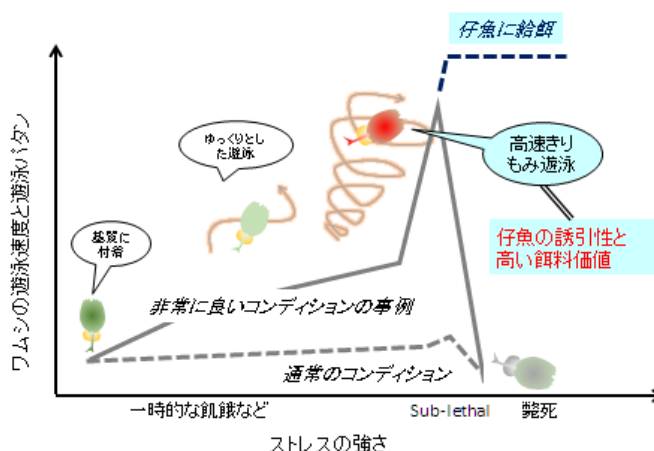 仔魚に給餌
ゆっくりとし
た遊泳
高速きり
もみ遊泳
基質に
付着
仔魚の誘引性と
高い餌料価値
非常に良いコンディションの事例
通常のコンディション
ワムシの遊泳速度と遊泳パタン
一時的な飢餓など
Sub-lethal
斃死
ストレスの強さ